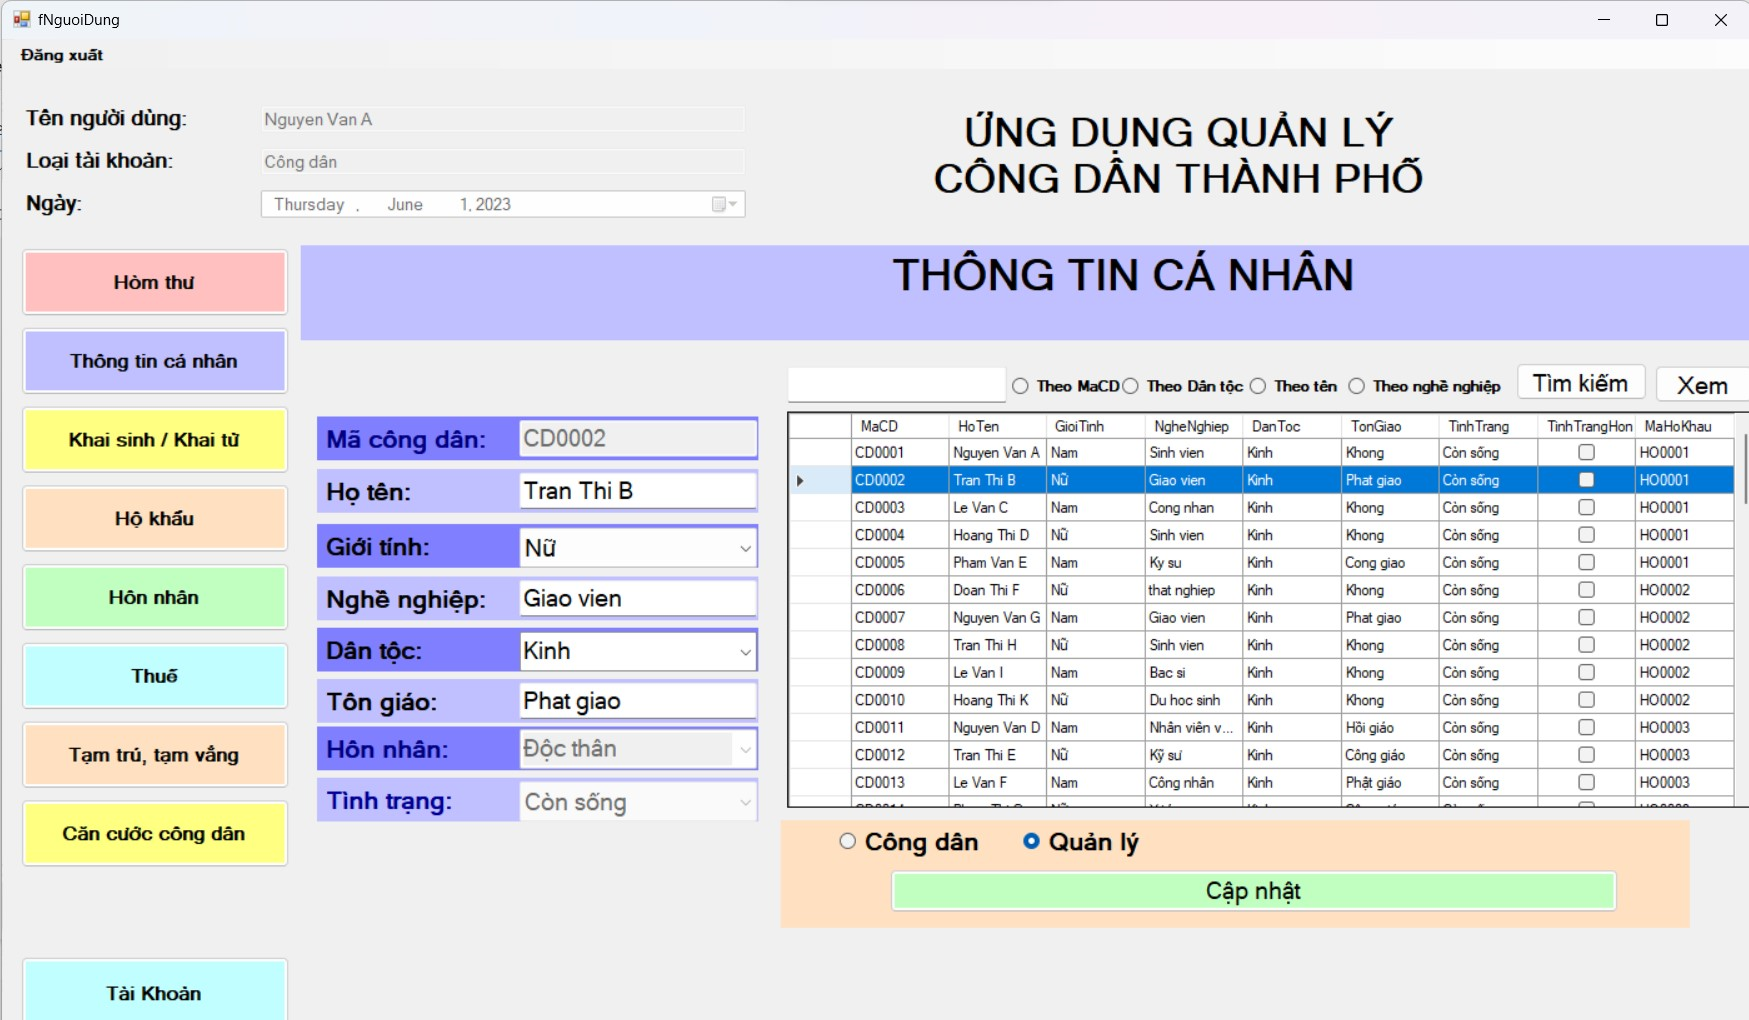 fNguoiDung
Đăng xuất
Tên người dùng: Nguyen Van A
Loại tài khoản: Công dân
Ngày: Thursday , June 1, 2023
ỨNG DỤNG QUẢN LÝ
CÔNG DÂN THÀNH PHỐ
THÔNG TIN CÁ NHÂN
Hòm thư
Thông tin cá nhân
Khai sinh / Khai tử
Hộ khẩu
Hôn nhân
Thuế
Tạm trú, tạm vắng
Căn cước công dân
Tài Khoản
Mã công dân: CD0002
Họ tên: Tran Thi B
Giới tính: Nữ
Nghề nghiệp: Giao vien
Dân tộc: Kinh
Tôn giáo: Phat giao
Hôn nhân: Độc thân
Tình trạng: Còn sống
Theo MaCD Theo Dân tộc Theo tên Theo nghề nghiệp Tìm kiếm Xem
MaCD HoTen GioiTinh NgheNghiep DanToc TonGiao TinhTrang TinhTrangHon MaHoKhau
CD0001 Nguyen Van A Nam Sinh vien Kinh Khong Còn sống HO0001
CD0002 Tran Thi B Nữ Giao vien Kinh Phat giao Còn sống HO0001
CD0003 Le Van C Nam Cong nhan Kinh Khong Còn sống HO0001
CD0004 Hoang Thi D Nữ Sinh vien Kinh Khong Còn sống HO0001
CD0005 Pham Van E Nam Ky su Kinh Cong giao Còn sống HO0001
CD0006 Doan Thi F Nữ that nghiep Kinh Khong Còn sống HO0002
CD0007 Nguyen Van G Nam Giao vien Kinh Phat giao Còn sống HO0002
CD0008 Tran Thi H Nữ Sinh vien Kinh Khong Còn sống HO0002
CD0009 Le Van I Nam Bac si Kinh Khong Còn sống HO0002
CD0010 Hoang Thi K Nữ Du hoc sinh Kinh Khong Còn sống HO0002
CD0011 Nguyen Van D Nam Nhân viên v... Kinh Hồi giáo Còn sống HO0003
CD0012 Tran Thi E Nữ Kỹ sư Kinh Công giáo Còn sống HO0003
CD0013 Le Van F Nam Công nhân Kinh Phật giáo Còn sống HO0003
Công dân Quản lý
Cập nhật